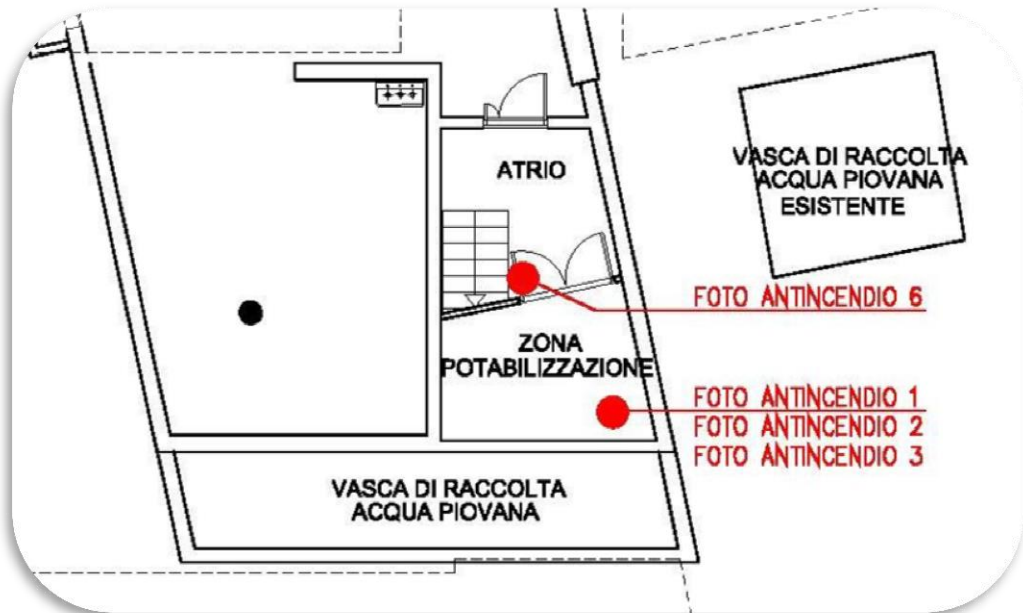 ATRIO
VASCA DI RACCOLTA
ACQUA PIOVANA
ESISTENTE
FOTO ANTINCENDIO 6
ZONA
POTABILIZZAZIONE
FOTO ANTINCENDIO 1
FOTO ANTINCENDIO 2
FOTO ANTINCENDIO 3
VASCA DI RACCOLTA
ACQUA PIOVANA